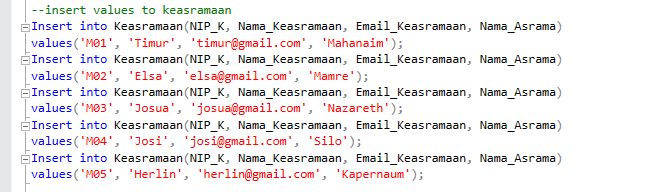 --insert values to keasramaan
Insert into Keasramaan(NIP_K, Nama_Keasramaan, Email_Keasramaan, Nama_Asrama)
values('M01', 'Timur', 'timur@gmail.com', 'Mahanaim');
Insert into Keasramaan(NIP_K, Nama_Keasramaan, Email_Keasramaan, Nama_Asrama)
values('M02', 'Elsa', 'elsa@gmail.com', 'Mamre');
Insert into Keasramaan(NIP_K, Nama_Keasramaan, Email_Keasramaan, Nama_Asrama)
values('M03', 'Josua', 'josua@gmail.com', 'Nazareth');
Insert into Keasramaan(NIP_K, Nama_Keasramaan, Email_Keasramaan, Nama_Asrama)
values('M04', 'Josi', 'josi@gmail.com', 'Silo');
Insert into Keasramaan(NIP_K, Nama_Keasramaan, Email_Keasramaan, Nama_Asrama)
values('M05', 'Herlin', 'herlin@gmail.com', 'Kapernaum');